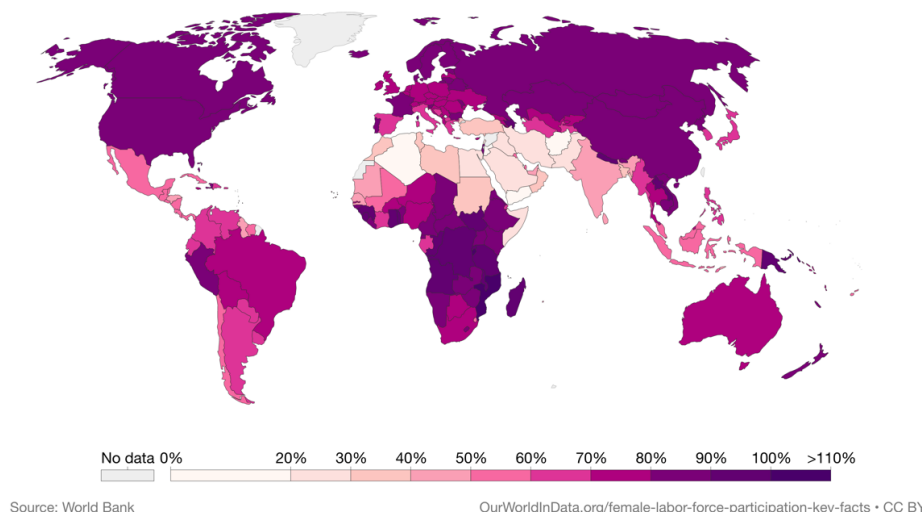 No data 0% 20% 30% 40% 50% 60% 70% 80% 90% 100% >110%
Source: World Bank OurWorldInData.org/female-labor-force-participation-key-facts • CC BY